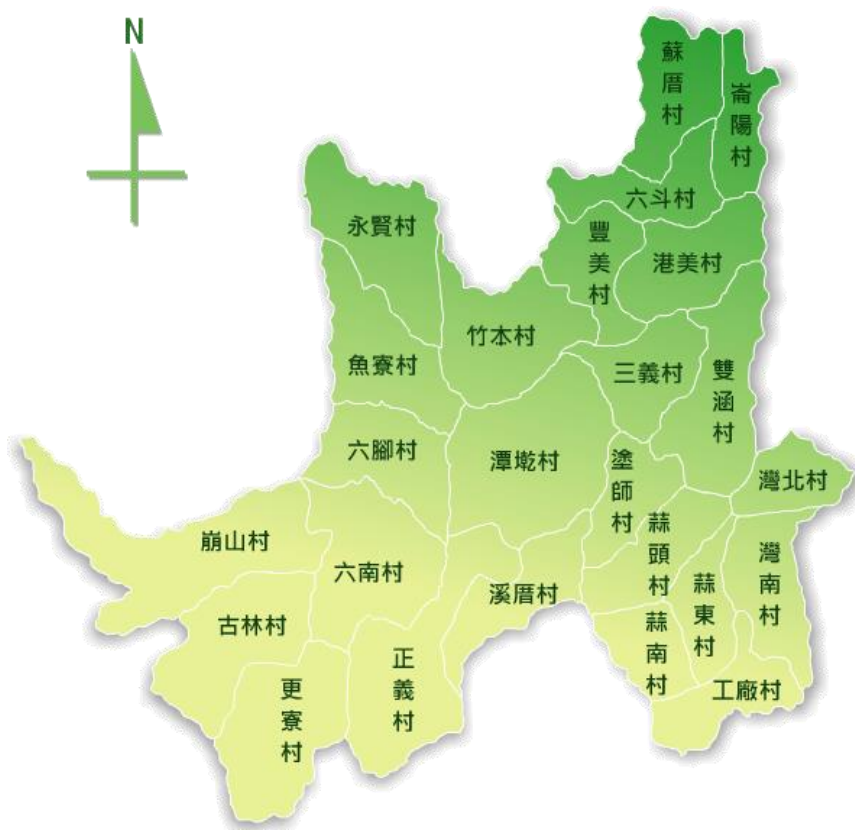 N
蘇厝村
崙陽村
六斗村
永賢村
豐美村
港美村
竹本村
魚寮村
三義村
雙涵村
六腳村
潭墘村
塗師村
灣北村
蒜頭村
崩山村
六南村
溪厝村
蒜東村
灣南村
古林村
蒜南村
正義村
更寮村
工廠村